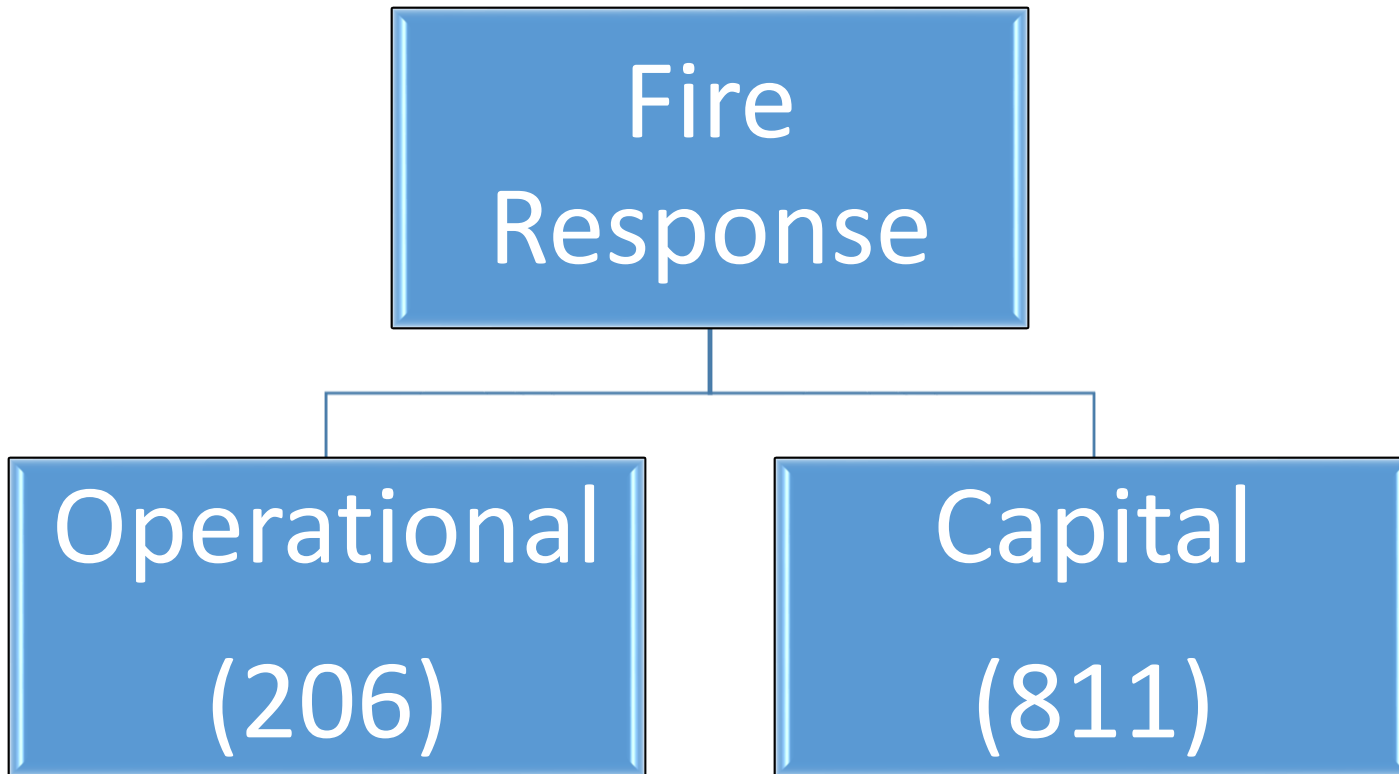 Fire
Response
Operational
(206)
Capital
(811)